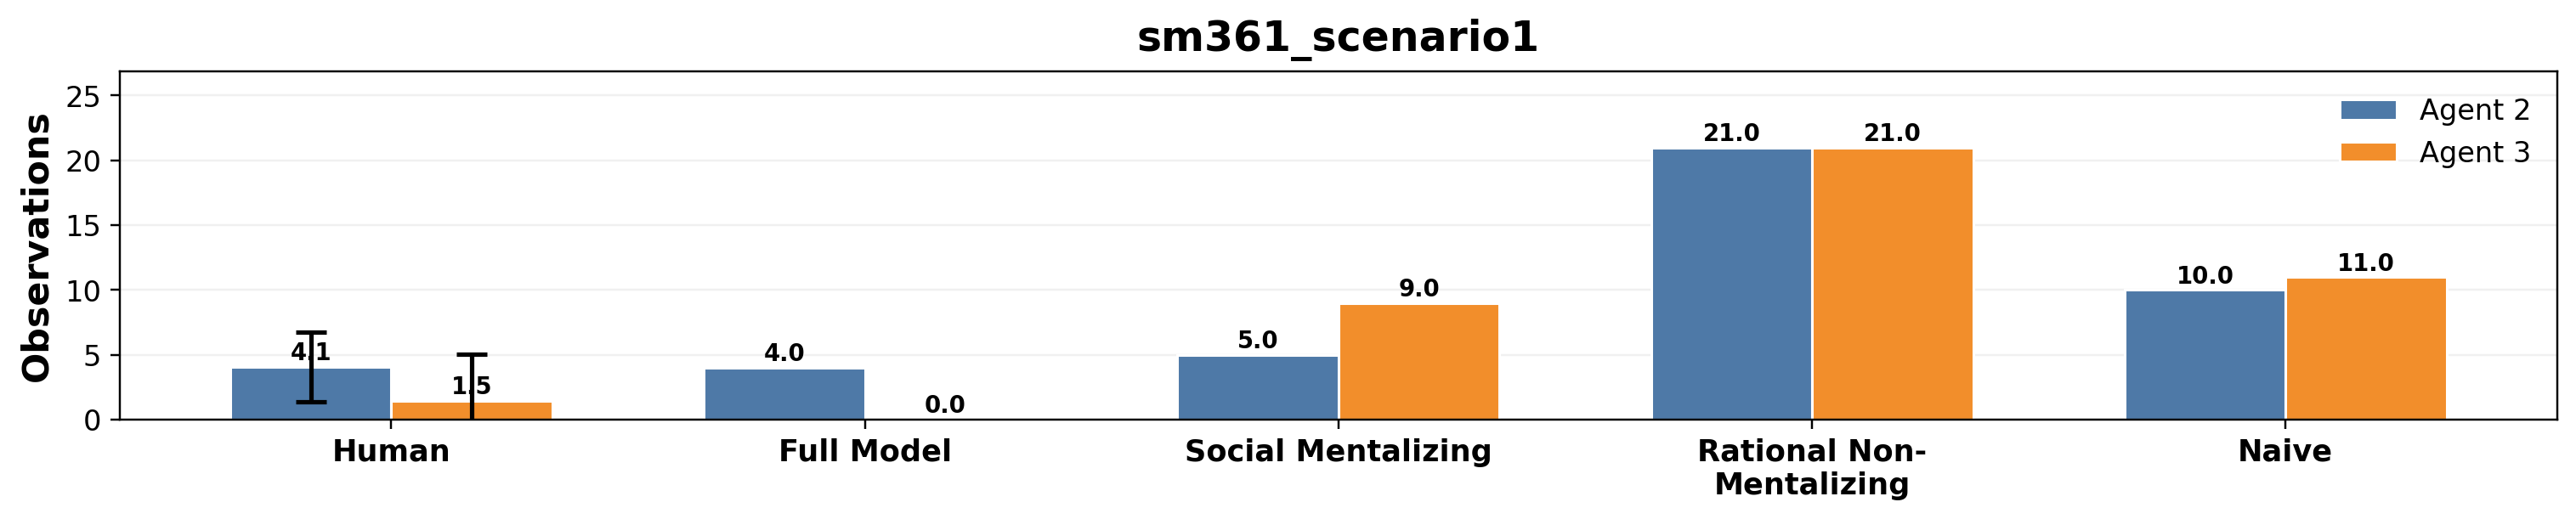 sm361_scenario1
Observations
25
20
15
10
5
0
Agent 2
Agent 3
4.1
1.5
4.0
0.0
5.0
9.0
21.0
21.0
10.0
11.0
Human
Full Model
Social Mentalizing
Rational Non-
Mentalizing
Naive